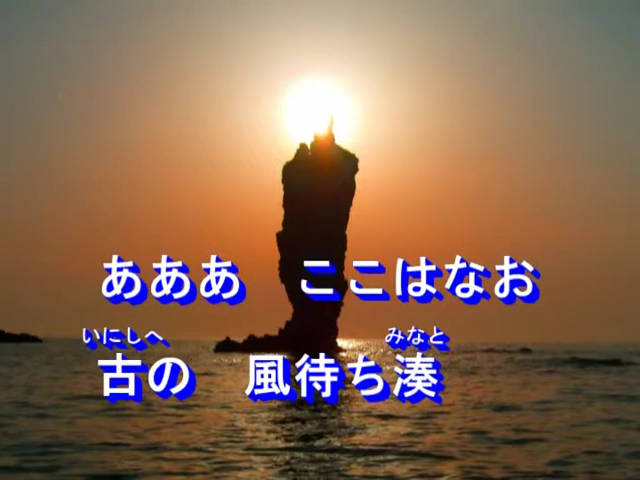 あああ　ここはなお
いにしへ　みなと
古の　風待ち湊